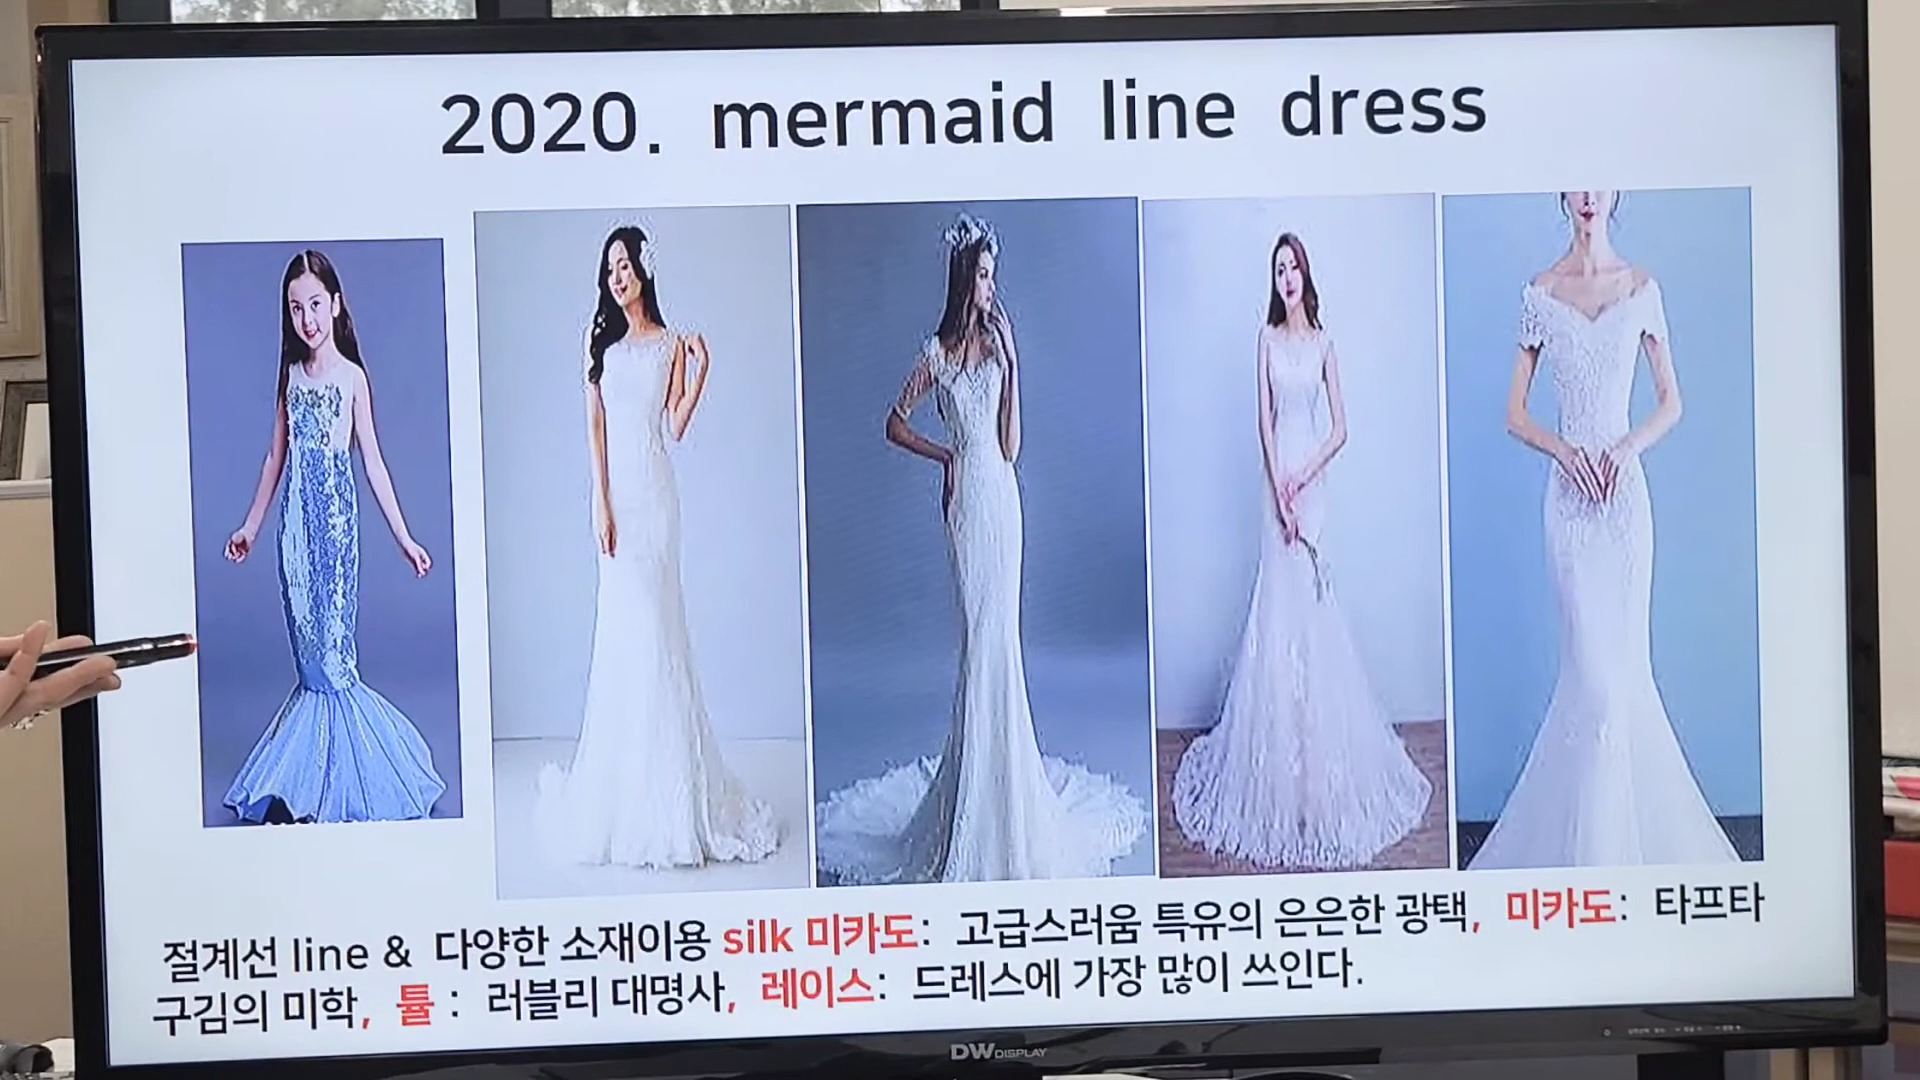 2020. mermaid line dress
절계선 line & 다양한 소재이용 silk 미카도: 고급스러움 특유의 은은한 광택, 미카도: 타프타
구김의 미학, 튤 : 러블리 대명사, 레이스: 드레스에 가장 많이 쓰인다.
DW DISPLAY